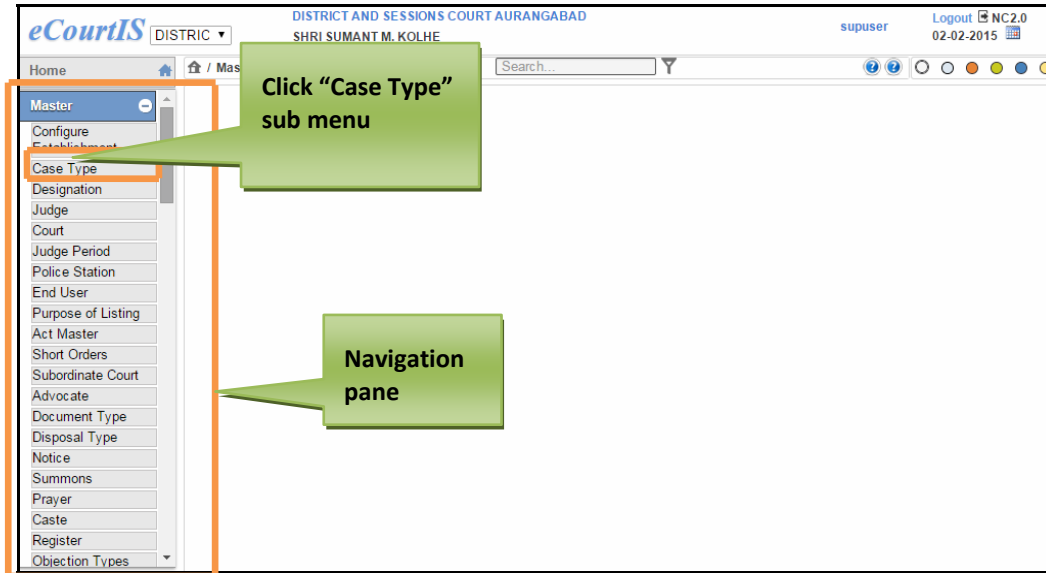 eCourtIS DISTRIC
DISTRICT AND SESSIONS COURT AURANGABAD
SHRI SUMANT M. KOLHE
supuser
Logout NC2.0
02-02-2015
Home
/ Mas
Search...
Click “Case Type”
sub menu
Master
Configure
Establishment
Case Type
Designation
Judge
Court
Judge Period
Police Station
End User
Purpose of Listing
Act Master
Short Orders
Subordinate Court
Advocate
Document Type
Disposal Type
Notice
Summons
Prayer
Caste
Register
Objection Types
Navigation
pane